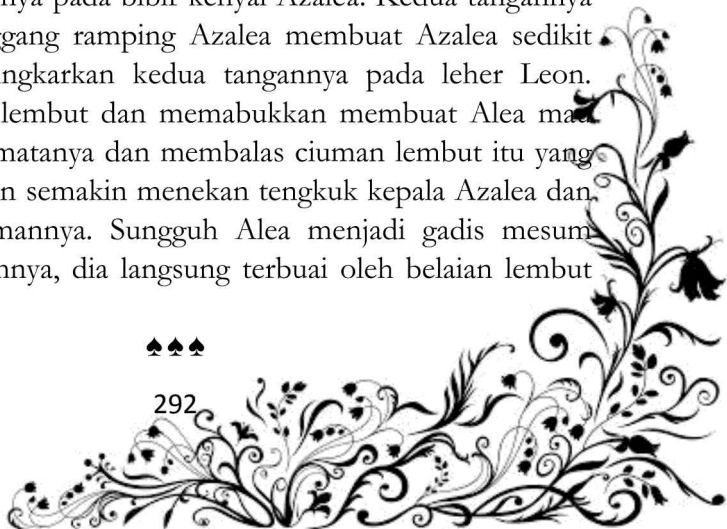 nya pada bibir kenyal Azalea. Kedua tangannya
gang ramping Azalea membuat Azalea sedikit
ngkarkan kedua tangannya pada leher Leon.
lembut dan memabukkan membuat Alea mau
matanya dan membalas ciuman lembut itu yang
n semakin menekan tengkuk kepala Azalea dan
mannya. Sungguh Alea menjadi gadis mesum
nnya, dia langsung terbuai oleh belaian lembut
♠♠♠
292